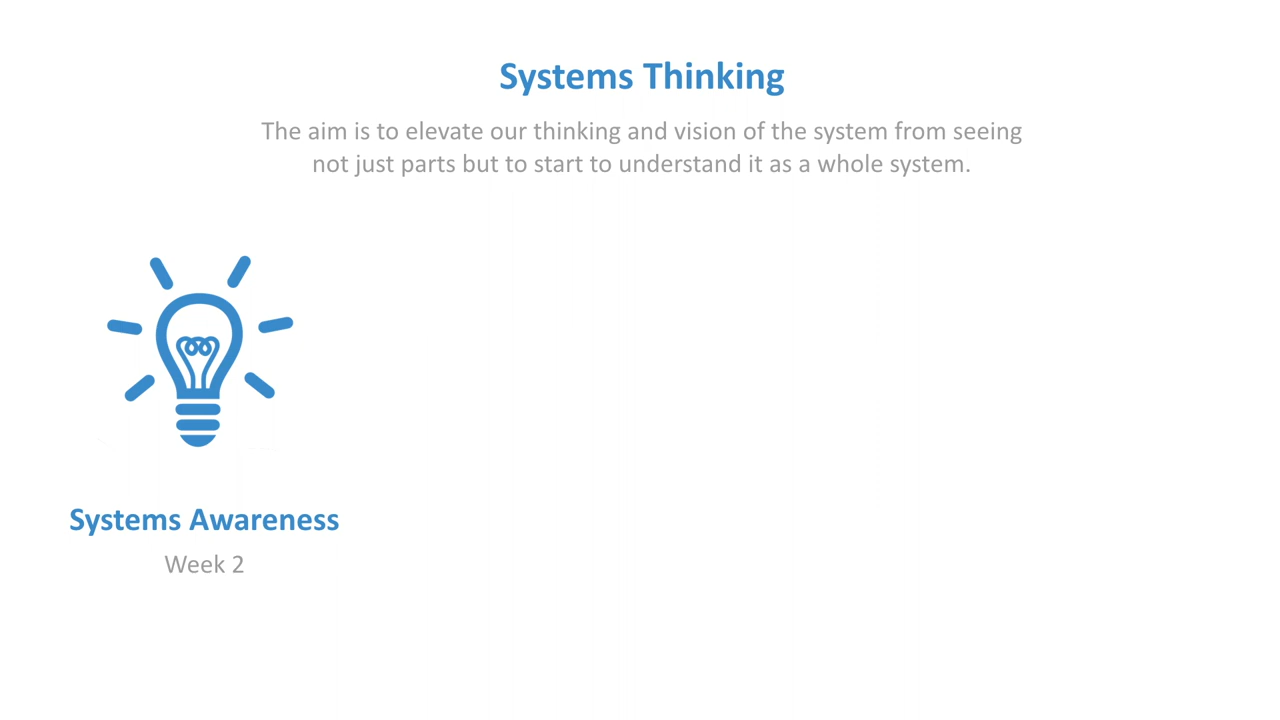 Systems Thinking
The aim is to elevate our thinking and vision of the system from seeing
not just parts but to start to understand it as a whole system.
Systems Awareness
Week 2